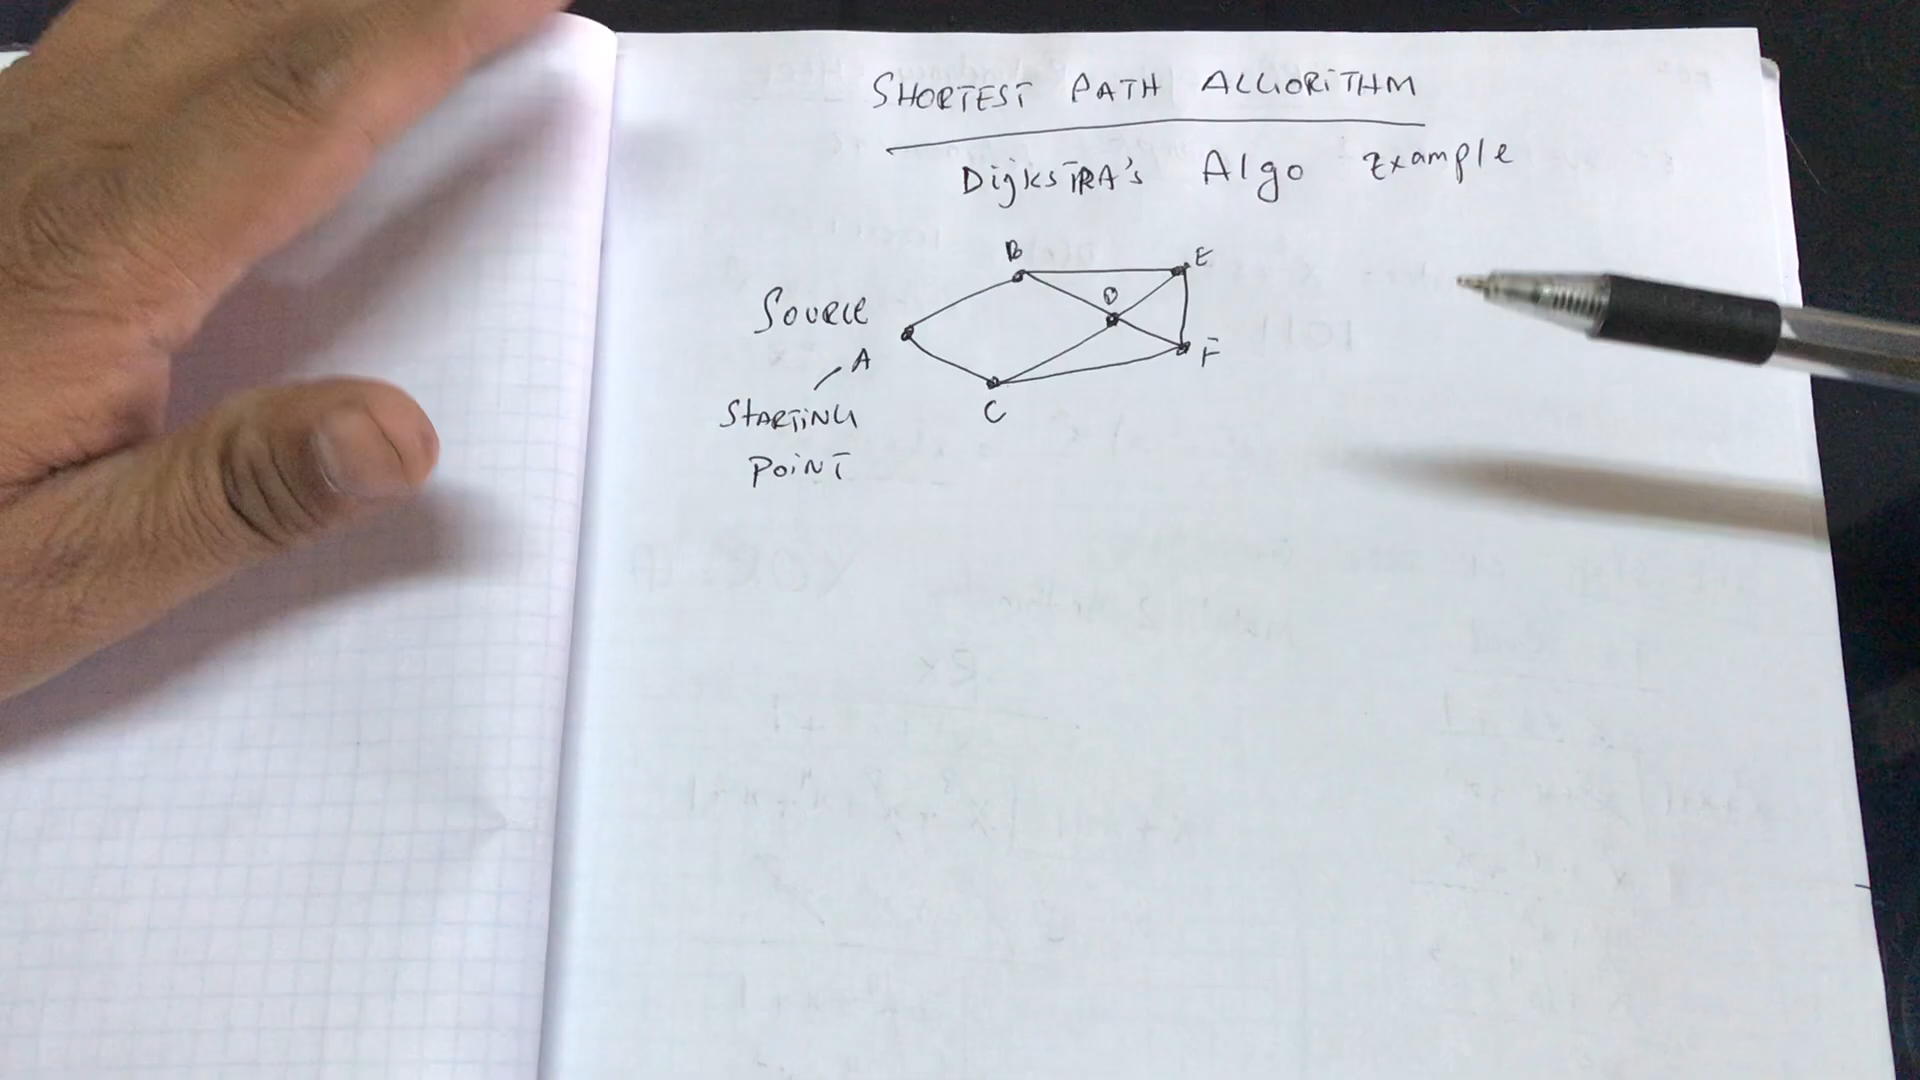 SHORTEST PATH ALGORITHM
DijksTRA's Algo Example
B
E
SOURCE
D
A
F
STARTING
C
POINT